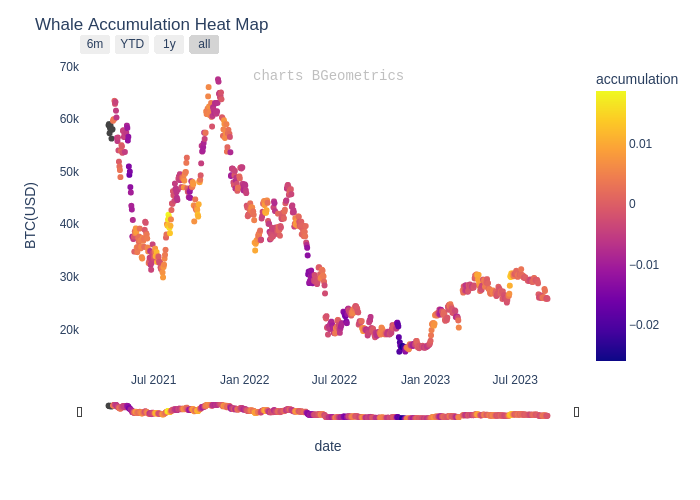 Whale Accumulation Heat Map
6m YTD 1y all
charts BGeometrics
accumulation
70k
60k
50k
40k
30k
20k
BTC(USD)
0.01
0
−0.01
−0.02
Jul 2021 Jan 2022 Jul 2022 Jan 2023 Jul 2023
date